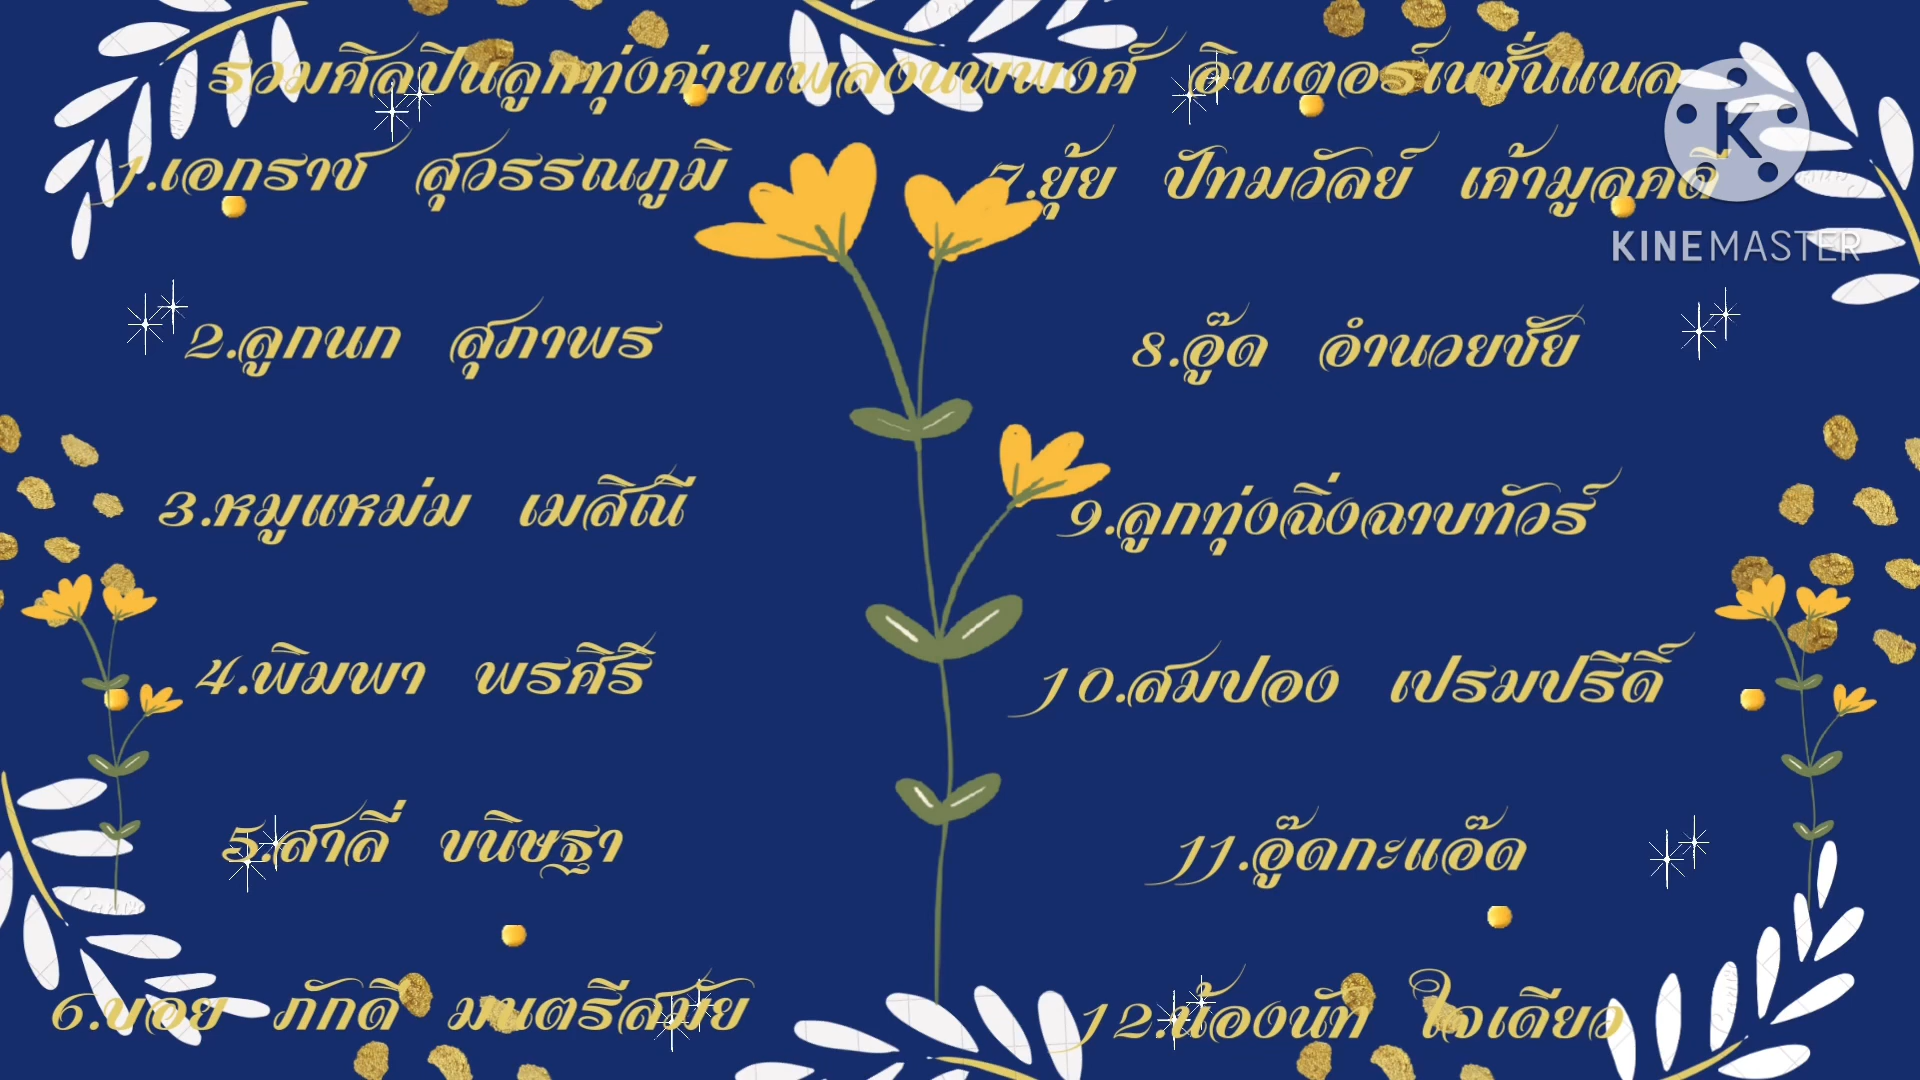 รวมศิลปินลูกทุ่งค่ายเพลงนพพงศ์ อินเตอร์เนชั่นแนล
1.เอกราช สุวรรณภูมิ
2.ลูกนก สุภาพร
3.หมูแหม่ม เมสิณี
4.พิมพา พรศิริ
5.สาลี่ ขนิษฐา
6.บอย ภักดี มนตรีสมัย
7.ยุ้ย ปัทมวัลย์ เค้ามูลคดี
8.อู๊ด อำนวยชัย
9.ลูกทุ่งฉิ่งฉาบทัวร์
10.สมปอง เปรมปรีดิ์
11.อู๊ดกะแอ๊ด
12.น้องนัท ใจเดียว
K
KINEMASTER